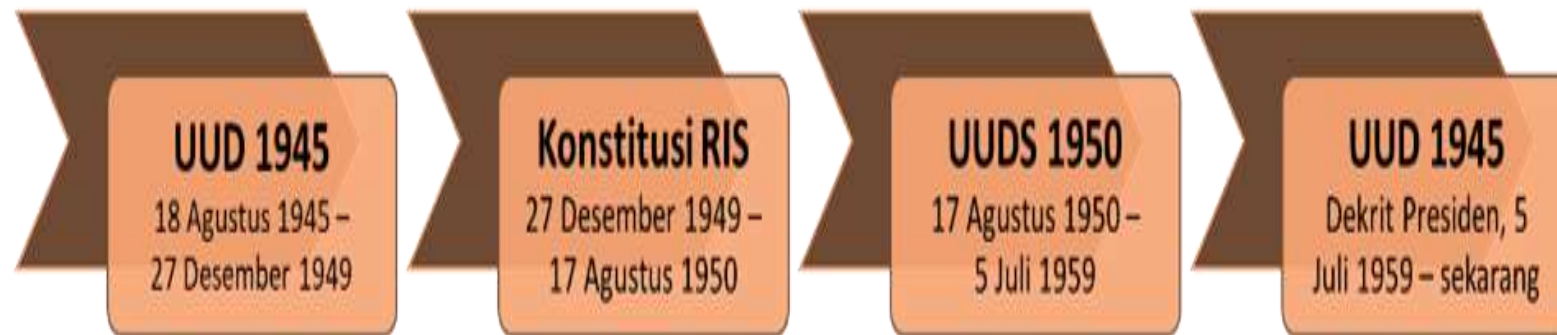 UUD 1945
18 Agustus 1945 –
27 Desember 1949
Konstitusi RIS
27 Desember 1949 –
17 Agustus 1950
UUDS 1950
17 Agustus 1950 –
5 Juli 1959
UUD 1945
Dekrit Presiden, 5
Juli 1959 – sekarang